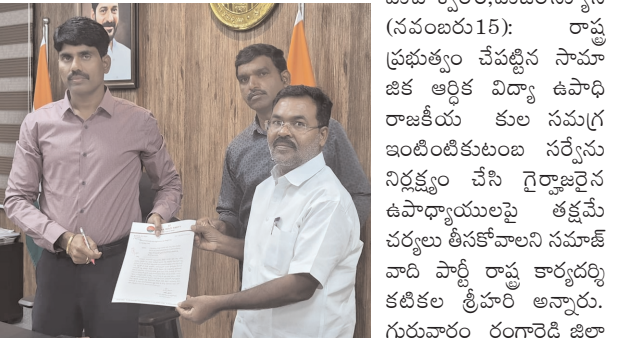 (నవంబరు15): రాష్ట్ర
ప్రభుత్వం చేపట్టిన సామా
జిక ఆర్ధిక విద్యా ఉపాధి
రాజకీయ కుల సమగ్ర
ఇంటింటికుటంబ సర్వేను
నిర్లక్ష్యం చేసి గైర్హాజరైన
ఉపాధ్యాయులపై తక్షమే
చర్యలు తీసకోవాలని సమాజ్
వాది పార్టీ రాష్ట్ర కార్యదర్శి
కటికల శ్రీహరి అన్నారు.
గురువారం రంగారెడ్డి జిల్లా